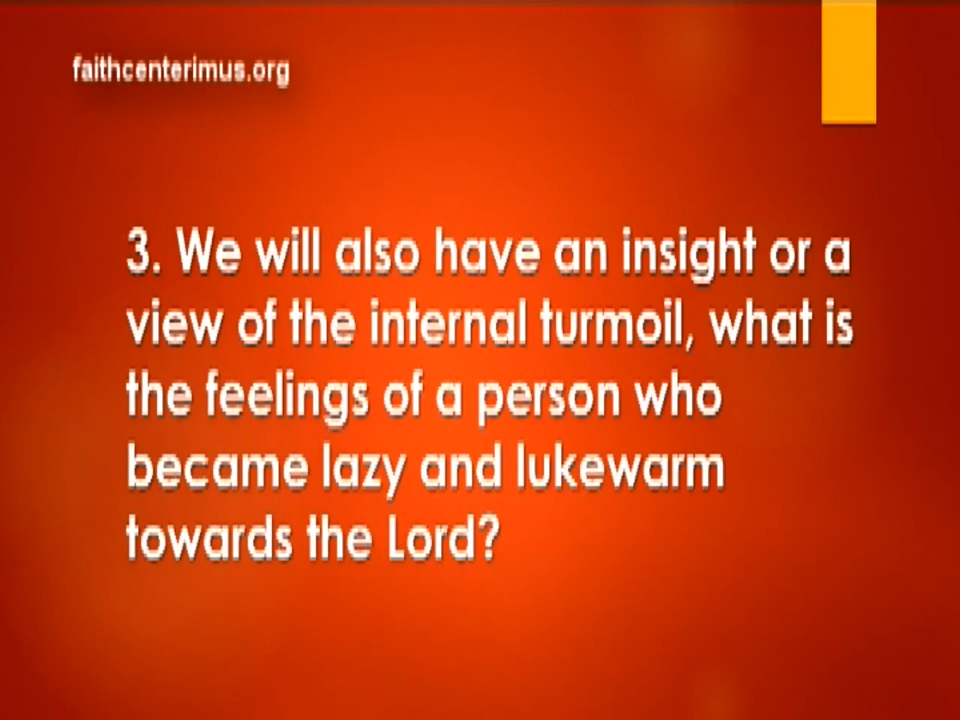 faithcenterimus.org
3. We will also have an insight or a
view of the internal turmoil, what is
the feelings of a person who
became lazy and lukewarm
towards the Lord?